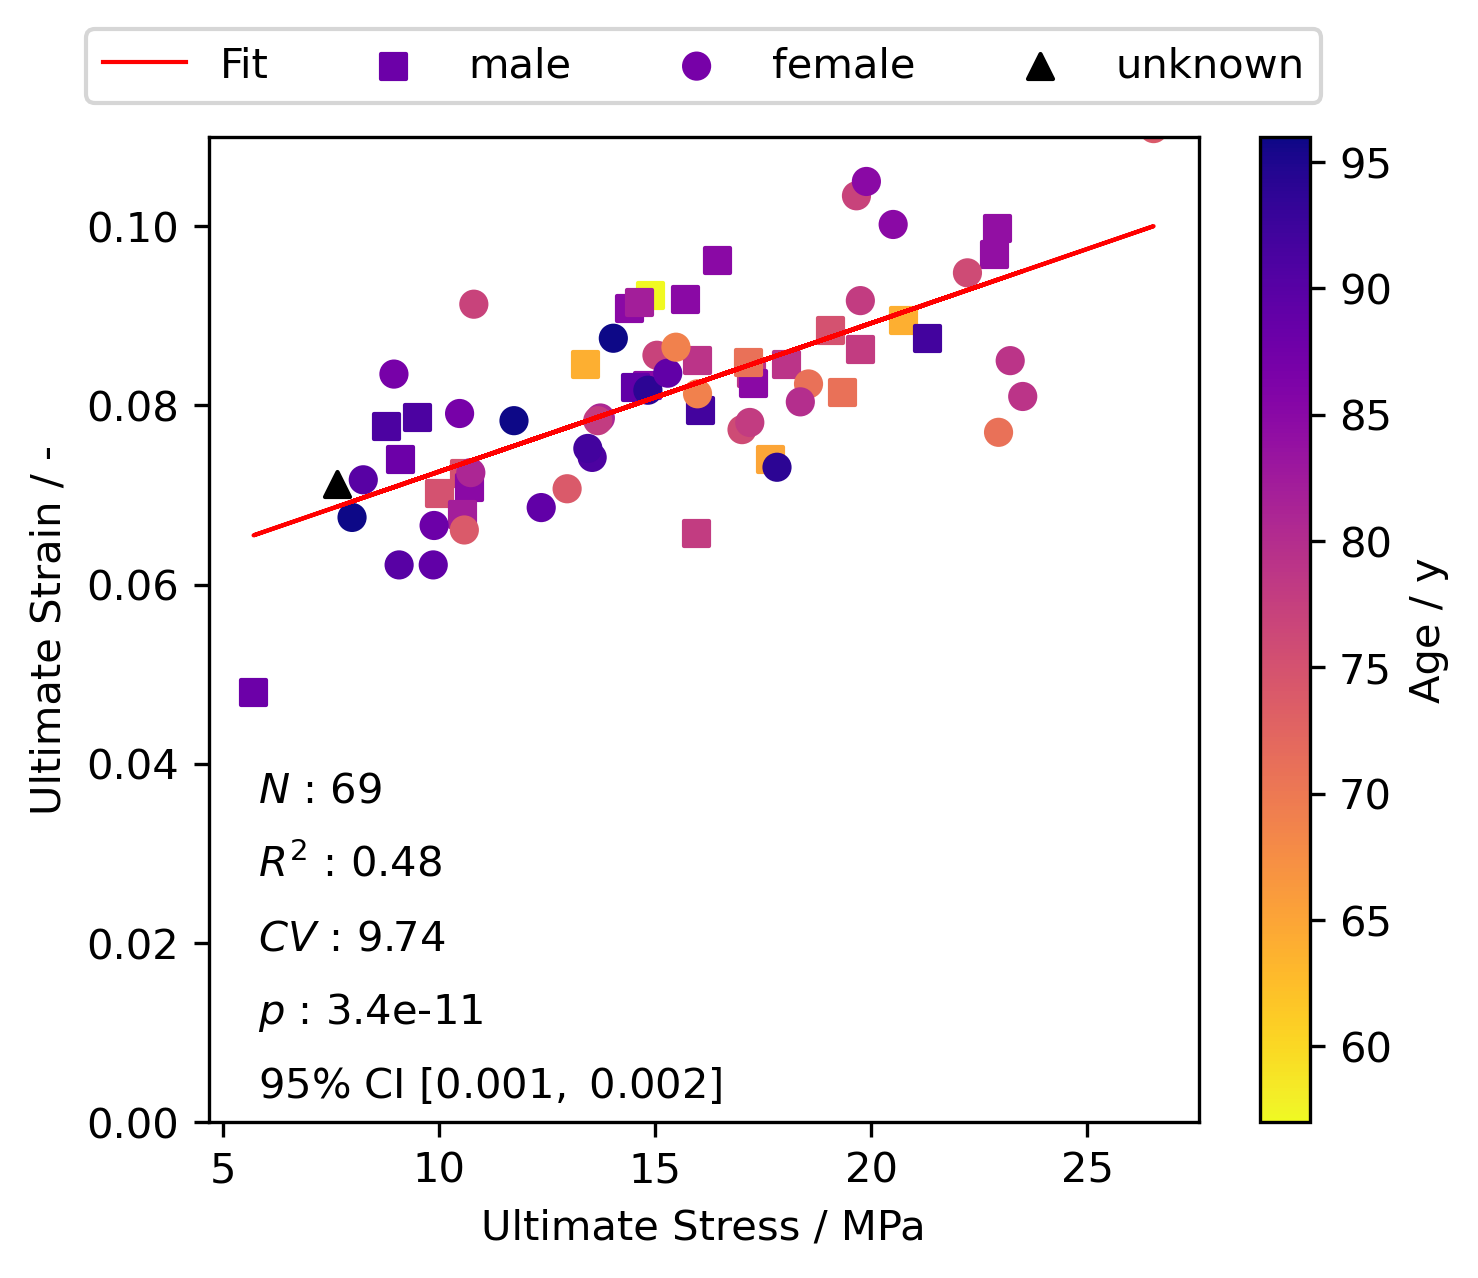 Fit male female unknown
0.10
0.08
0.06
0.04
0.02
0.00
Ultimate Strain / -
N : 69
R² : 0.48
CV : 9.74
p : 3.4e-11
95% CI [0.001, 0.002]
5 10 15 20 25
Ultimate Stress / MPa
95
90
85
80
75
70
65
60
Age / y